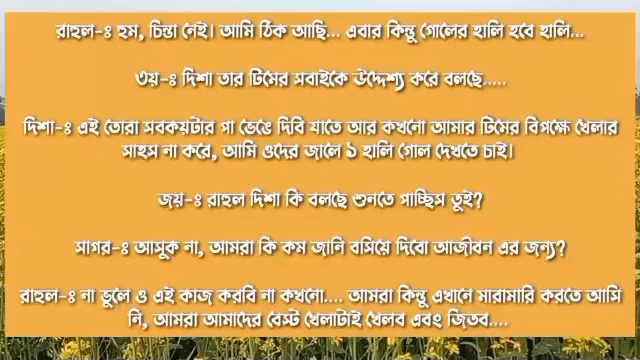 রাহুল-ঃ হুম, চিন্তা নেই। আমি ঠিক আছি... এবার কিন্তু গোলের হালি হবে হালি...
৩য়-ঃ দিশা তার টিমের সবাইকে উদ্দেশ্য করে বলছে.....
দিশা-ঃ এই তোরা সবকয়টার পা ভেঙে দিবি যাতে আর কখনো আমার টিমের বিপক্ষে খেলার
সাহস না করে, আমি ওদের জালে ১ হালি গোল দেখতে চাই।
জয়-ঃ রাহুল দিশা কি বলছে শুনতে পাচ্ছিস তুই?
সাগর-ঃ আসুক না, আমরা কি কম জানি বসিয়ে দিবো আজীবন এর জন্য?
রাহুল-ঃ না ভুলে ও এই কাজ করবি না কখনো.... আমরা কিন্তু এখানে মারামারি করতে আসি
নি, আমরা আমাদের বেস্ট খেলাটাই খেলব এবং জিতব....